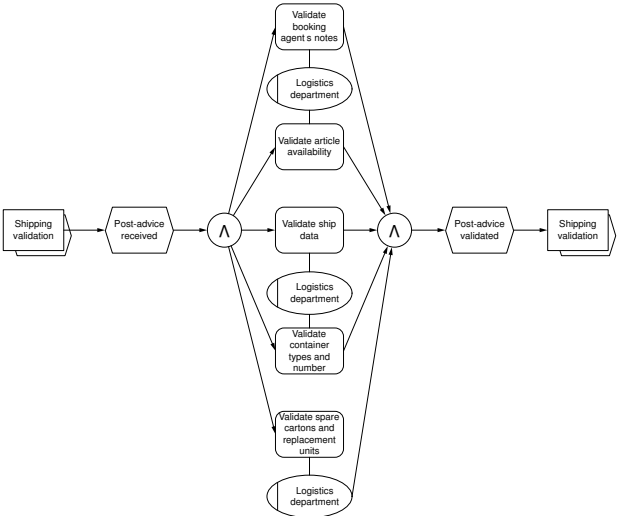 Validate
booking
agent s notes
Logistics
department
Validate article
availability
Shipping
validation
Post-advice
received
Λ
Validate ship
data
Λ
Post-advice
validated
Shipping
validation
Logistics
department
Validate
container
types and
number
Validate spare
cartons and
replacement
units
Logistics
department